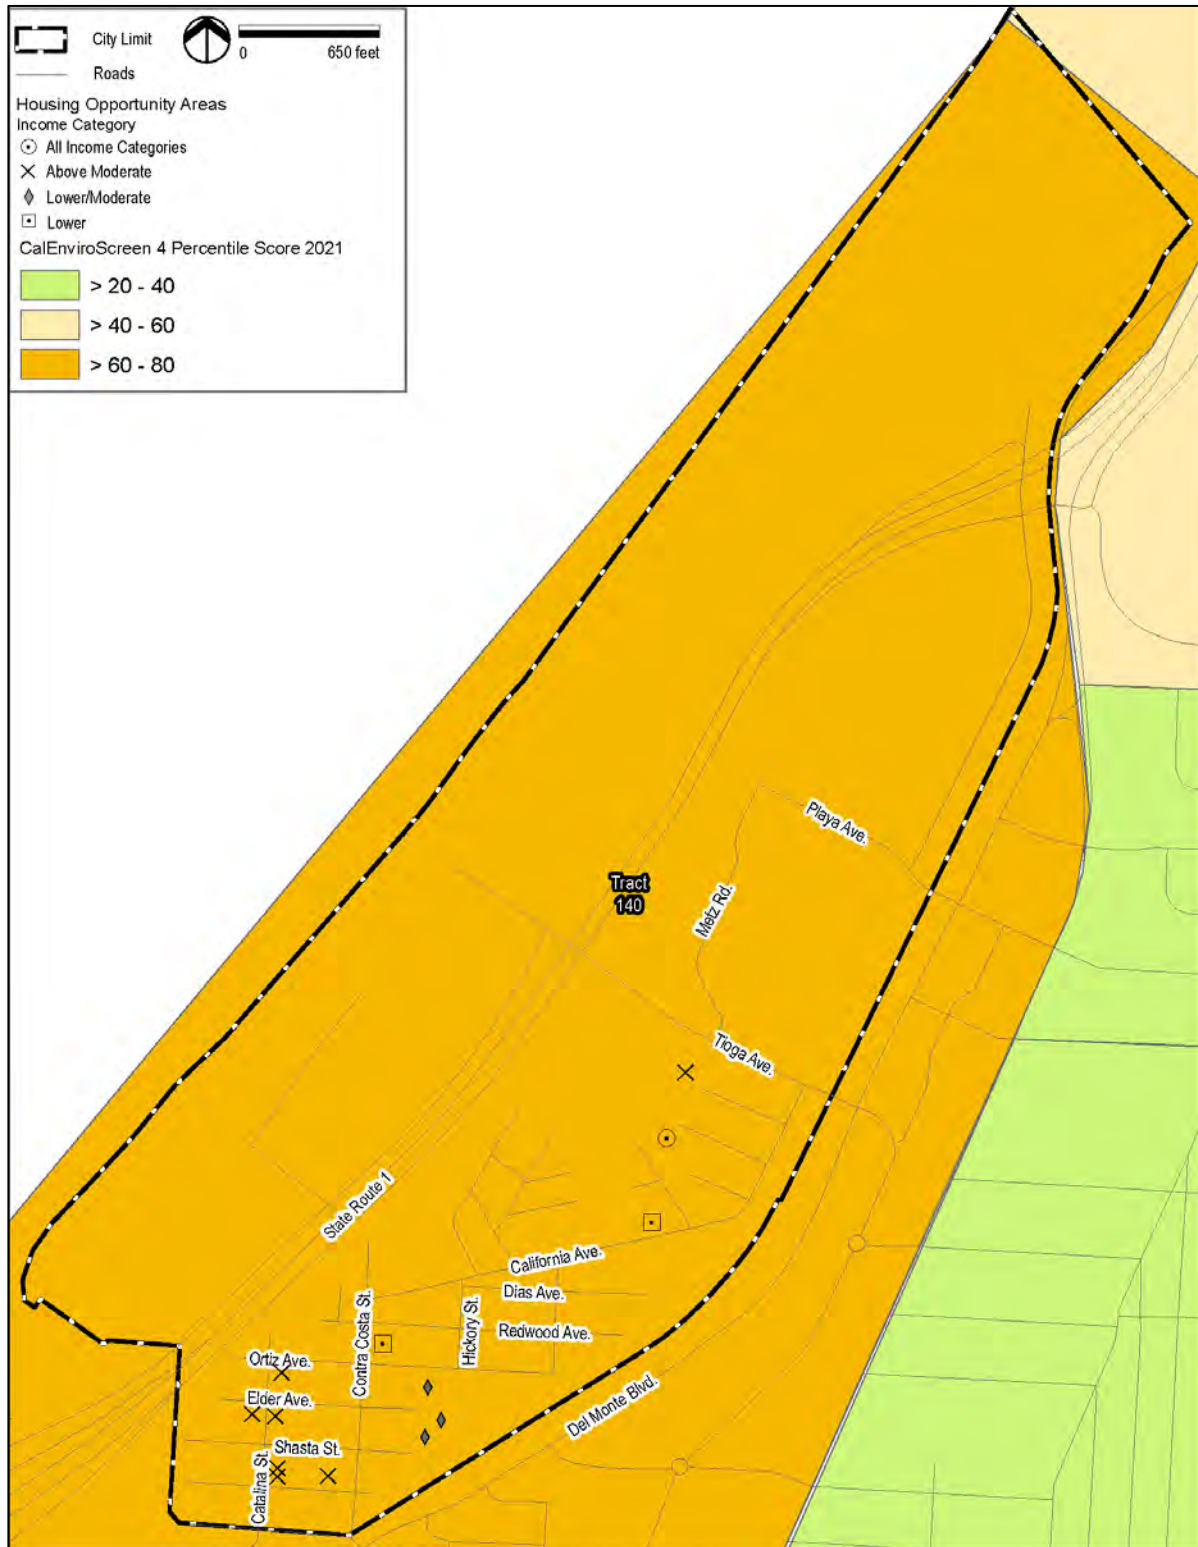 City Limit
0 650 feet
Roads
Housing Opportunity Areas
Income Category
All Income Categories
Above Moderate
Lower/Moderate
Lower
CalEnviroScreen 4 Percentile Score 2021
> 20 - 40
> 40 - 60
> 60 - 80
Playa Ave.
Tract
140
Metz Rd.
Tioga Ave.
State Route 1
California Ave.
Dias Ave.
Contra Costa St.
Hickory St.
Redwood Ave.
Ortiz Ave.
Elder Ave.
Del Monte Blvd.
Shasta St.
Catalina St.